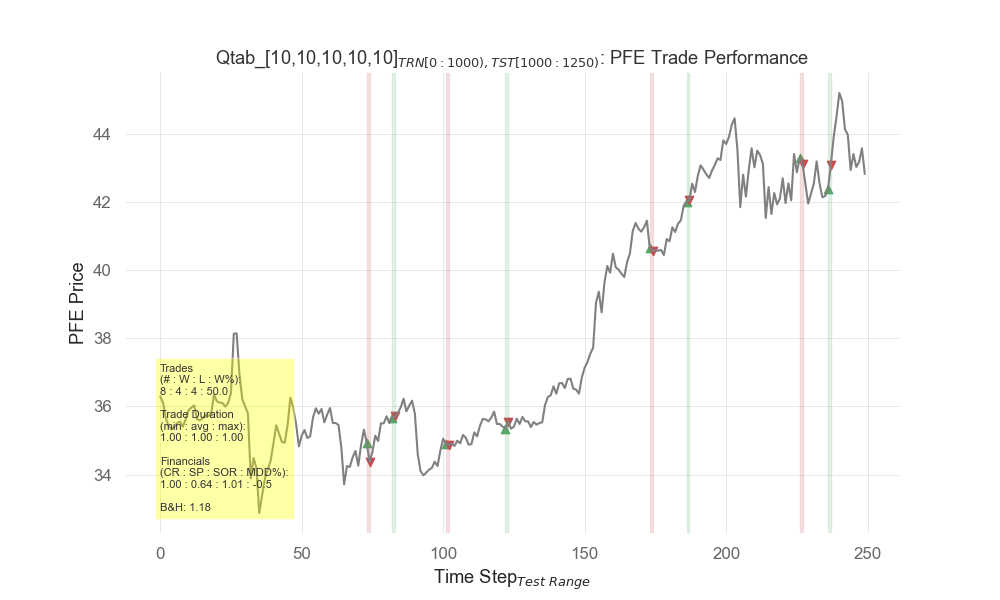 Qtab_[10,10,10,10,10]TRN[0 : 1000), TST[1000 : 1250) : PFE Trade Performance
PFE Price
44
42
40
38
36
34
Trades
(# : W : L : W%):
8 : 4 : 4 : 50.0
Trade Duration
(min : avg : max):
1.00 : 1.00 : 1.00
Financials
(CR : SP : SOR : MDD%):
1.00 : 0.64 : 1.01 : -0.5
B&H: 1.18
0 50 100 150 200 250
Time StepTest Range